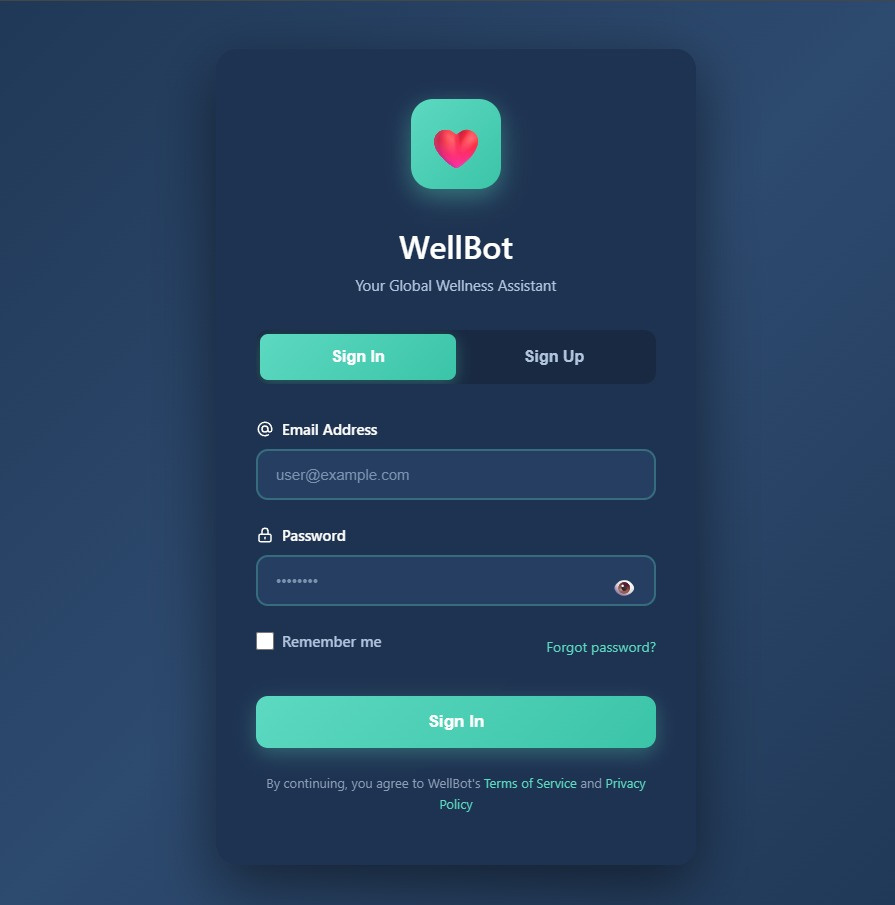 WellBot
Your Global Wellness Assistant
Sign In
Sign Up
Email Address
user@example.com
Password
••••••••
Remember me
Forgot password?
Sign In
By continuing, you agree to WellBot's Terms of Service and Privacy
Policy